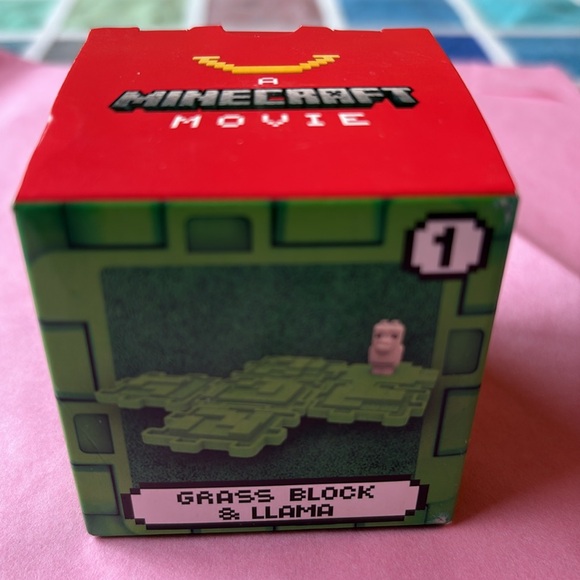 A
MINECRAFT
MOVIE
1
GRASS BLOCK
& LLAMA